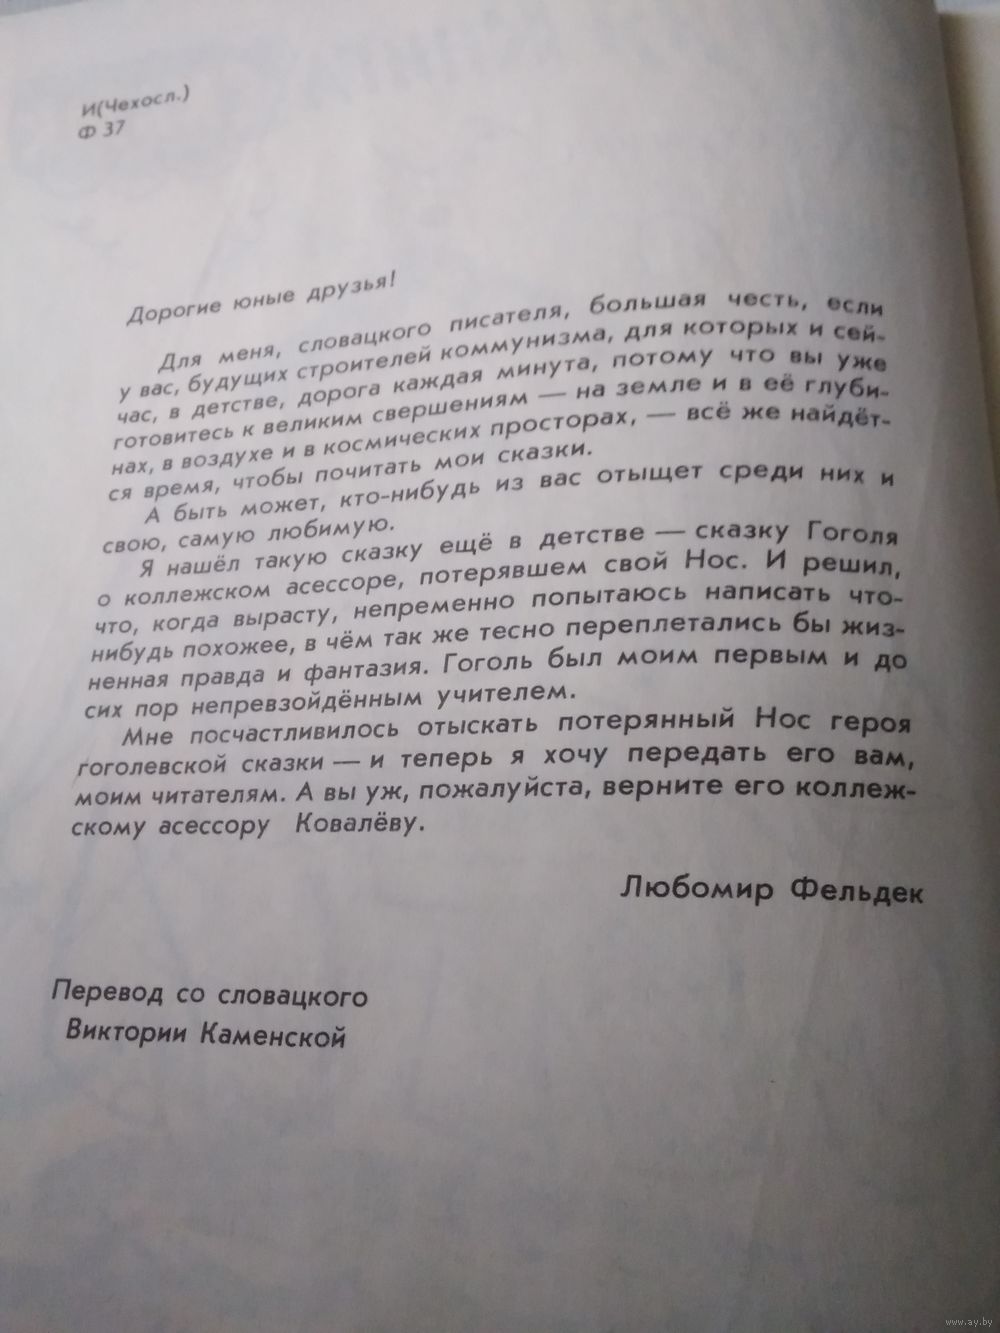 И(Чехосл.)
Ф 37
Дорогие юные друзья!
Для меня, словацкого писателя, большая честь, если
у вас, будущих строителей коммунизма, для которых и сей-
час, в детстве, дорога каждая минута, потому что вы уже
готовитесь к великим свершениям — на земле и в её глуби-
нах, в воздухе и в космических просторах, — всё же найдёт-
ся время, чтобы почитать мои сказки.
А быть может, кто-нибудь из вас отыщет среди них и
свою, самую любимую.
Я нашёл такую сказку ещё в детстве — сказку Гоголя
о коллежском асессоре, потерявшем свой Нос. И решил,
что, когда вырасту, непременно попытаюсь написать что-
нибудь похожее, в чём так же тесно переплетались бы жиз-
ненная правда и фантазия. Гоголь был моим первым и до
сих пор непревзойдённым учителем.
Мне посчастливилось отыскать потерянный Нос героя
гоголевской сказки — и теперь я хочу передать его вам,
моим читателям. А вы уж, пожалуйста, верните его коллеж-
скому асессору Ковалёву.
Любомир Фельдек
Перевод со словацкого
Виктории Каменской
www.ay.by